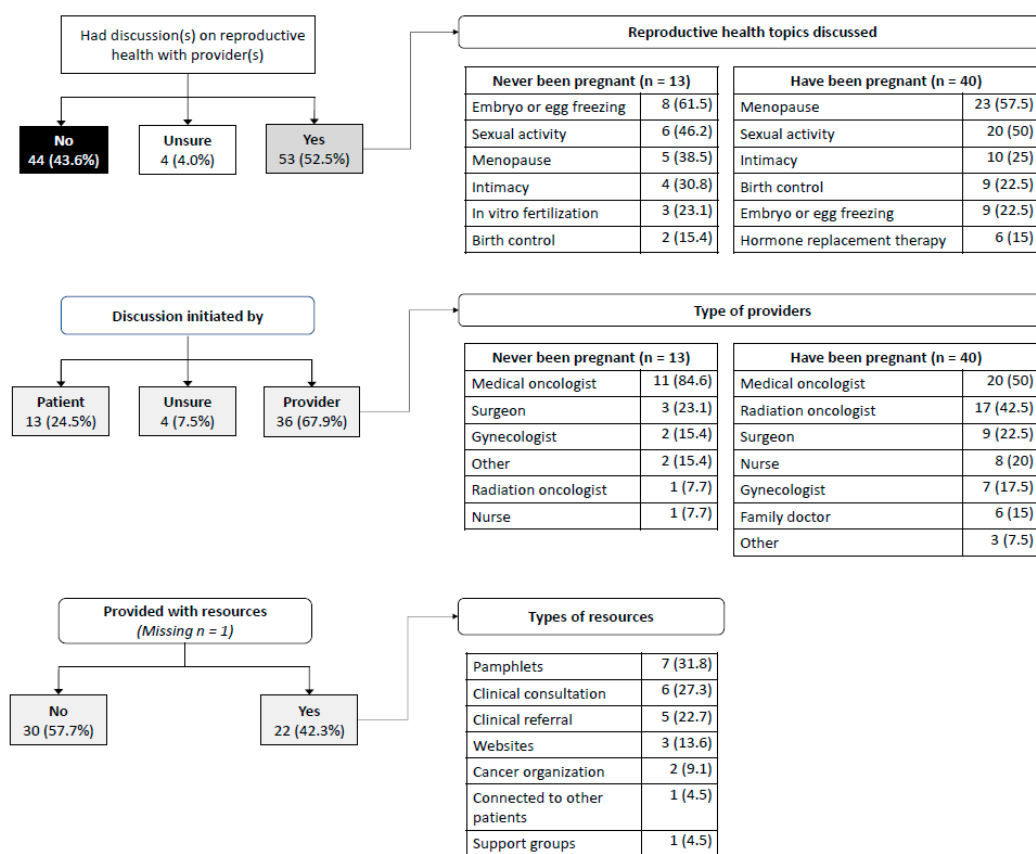 Had discussion(s) on reproductive
health with provider(s)
No
44 (43.6%)
Unsure
4 (4.0%)
Yes
53 (52.5%)
Reproductive health topics discussed
Never been pregnant (n = 13)
Embryo or egg freezing 8 (61.5)
Sexual activity 6 (46.2)
Menopause 5 (38.5)
Intimacy 4 (30.8)
In vitro fertilization 3 (23.1)
Birth control 2 (15.4)
Have been pregnant (n = 40)
Menopause 23 (57.5)
Sexual activity 20 (50)
Intimacy 10 (25)
Birth control 9 (22.5)
Embryo or egg freezing 9 (22.5)
Hormone replacement therapy 6 (15)
Discussion initiated by
Patient
13 (24.5%)
Unsure
4 (7.5%)
Provider
36 (67.9%)
Type of providers
Never been pregnant (n = 13)
Medical oncologist 11 (84.6)
Surgeon 3 (23.1)
Gynecologist 2 (15.4)
Other 2 (15.4)
Radiation oncologist 1 (7.7)
Nurse 1 (7.7)
Have been pregnant (n = 40)
Medical oncologist 20 (50)
Radiation oncologist 17 (42.5)
Surgeon 9 (22.5)
Nurse 8 (20)
Gynecologist 7 (17.5)
Family doctor 6 (15)
Other 3 (7.5)
Provided with resources
(Missing n = 1)
No
30 (57.7%)
Yes
22 (42.3%)
Types of resources
Pamphlets 7 (31.8)
Clinical consultation 6 (27.3)
Clinical referral 5 (22.7)
Websites 3 (13.6)
Cancer organization 2 (9.1)
Connected to other 1 (4.5)
patients
Support groups 1 (4.5)